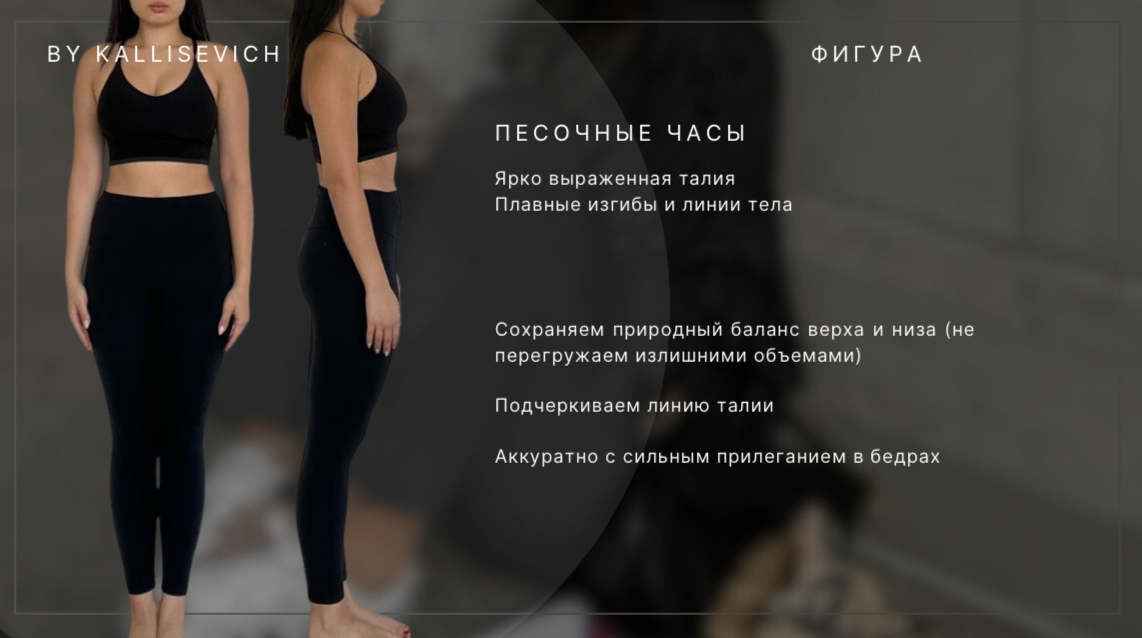 BY KALLISEVICH
ФИГУРА
ПЕСОЧНЫЕ ЧАСЫ
Ярко выраженная талия
Плавные изгибы и линии тела
Сохраняем природный баланс верха и низа (не
перегружаем излишними объемами)
Подчеркиваем линию талии
Аккуратно с сильным прилеганием в бедрах